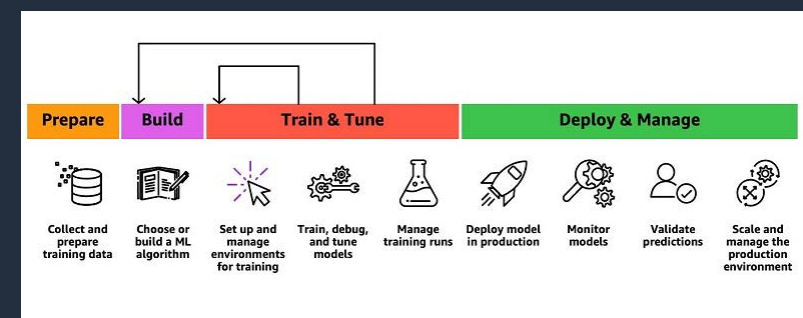 Prepare
Build
Train & Tune
Deploy & Manage
Collect and
prepare
training data
Choose or
build a ML
algorithm
Set up and
manage
environments
for training
Train, debug,
and tune
models
Manage
training runs
Deploy model
in production
Monitor
models
Validate
predictions
Scale and
manage the
production
environment